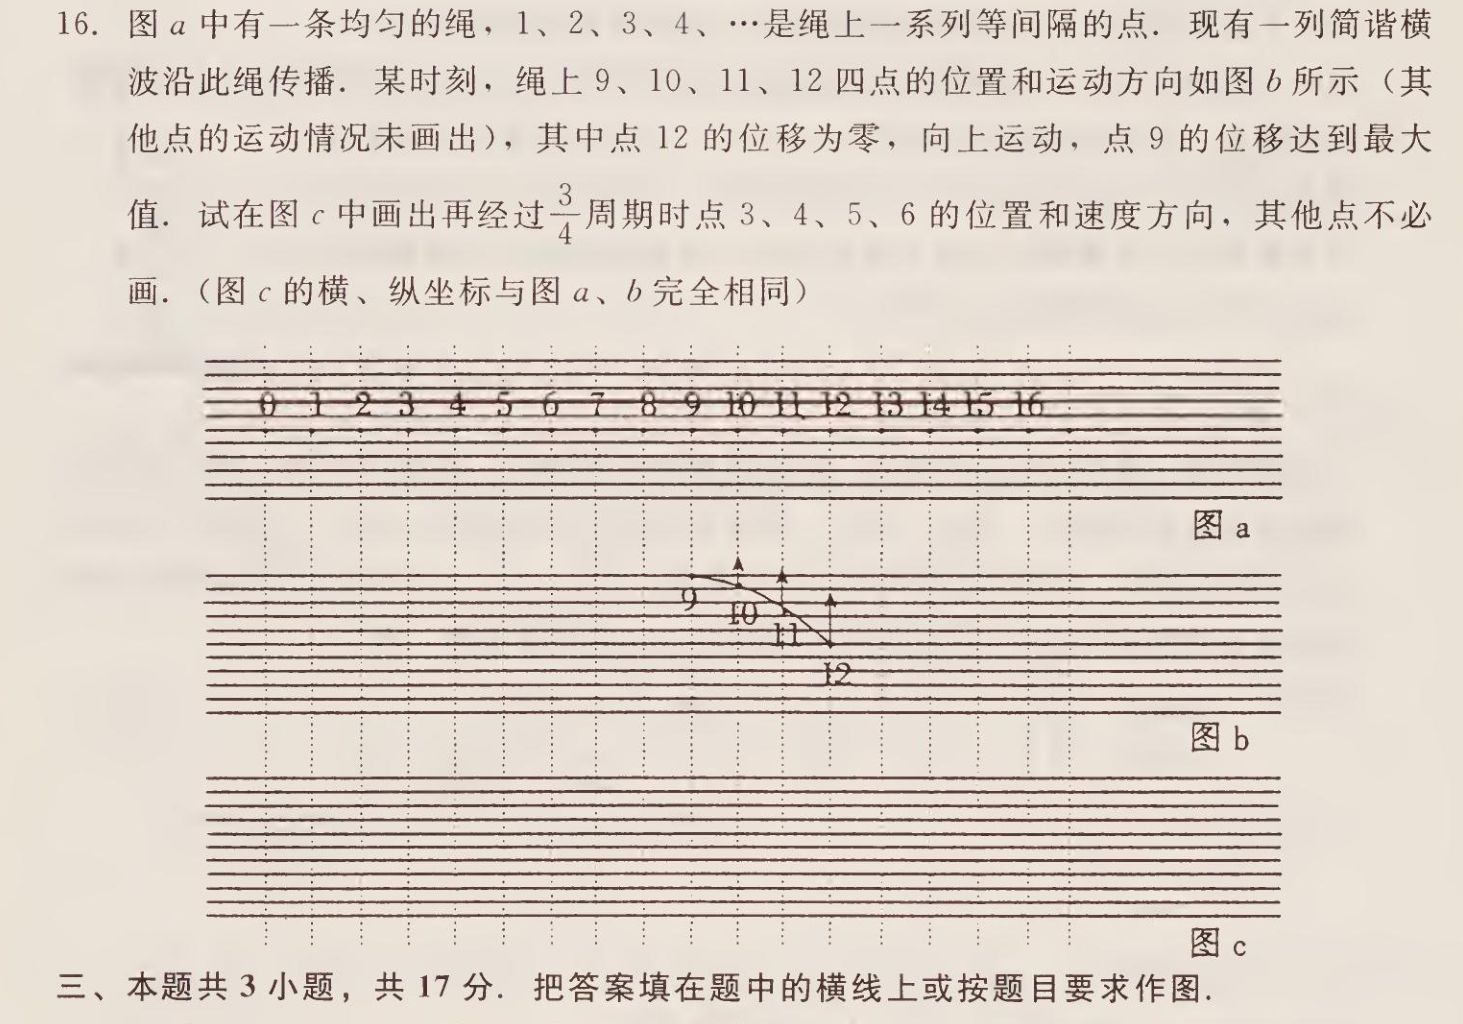 16. 图 a 中有一条均匀的绳，1、2、3、4、…是绳上一系列等间隔的点．现有一列简谐横
波沿此绳传播．某时刻，绳上 9、10、11、12 四点的位置和运动方向如图 b 所示（其
他点的运动情况未画出），其中点 12 的位移为零，向上运动，点 9 的位移达到最大
值．试在图 c 中画出再经过 3/4 周期时点 3、4、5、6 的位置和速度方向，其他点不必
画．（图 c 的横、纵坐标与图 a、b 完全相同）
0 1 2 3 4 5 6 7 8 9 10 11 12 13 14 15 16
图 a
9
10
11
12
图 b
图 c
三、本题共 3 小题，共 17 分．把答案填在题中的横线上或按题目要求作图．